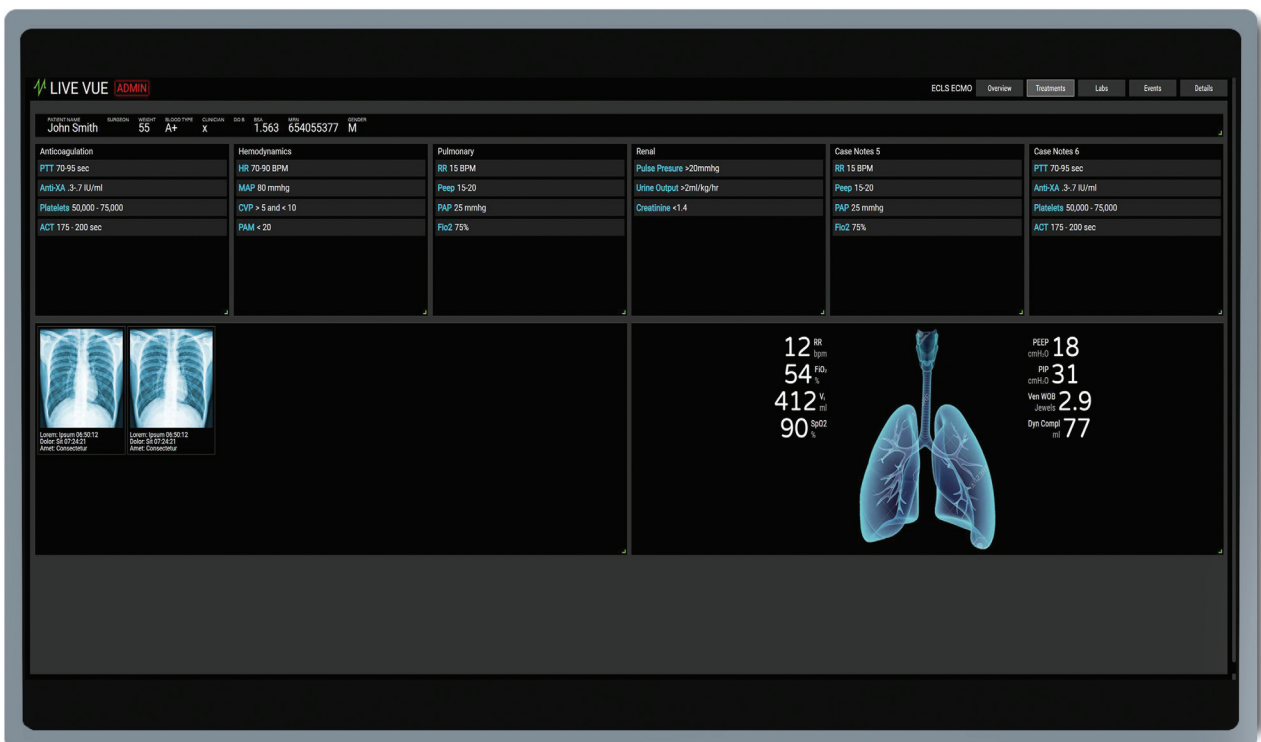 LIVE VUE ADMIN
ECLS ECMO Overview Treatments Labs Events Details
PATIENT NAME SURGEON WEIGHT BLOOD TYPE CLINICIAN DOB BSA MRN GENDER
John Smith 55 A+ x 1.563 654055377 M
Anticoagulation
PTT 70-95 sec
Anti-XA .3-.7 IU/ml
Platelets 50,000 - 75,000
ACT 175 - 200 sec
Hemodynamics
HR 70-90 BPM
MAP 80 mmhg
CVP > 5 and < 10
PAM < 20
Pulmonary
RR 15 BPM
Peep 15-20
PAP 25 mmhg
Fio2 75%
Renal
Pulse Presure >20mmhg
Urine Output >2ml/kg/hr
Creatinine <1.4
Case Notes 5
RR 15 BPM
Peep 15-20
PAP 25 mmhg
Fio2 75%
Case Notes 6
PTT 70-95 sec
Anti-XA .3-.7 IU/ml
Platelets 50,000 - 75,000
ACT 175 - 200 sec
Lorem: Ipsum 06:50:12
Dolor: Sit 07:24:21
Amet: Consectetur
Lorem: Ipsum 06:50:12
Dolor: Sit 07:24:21
Amet: Consectetur
12 RR bpm
54 FiO₂ %
412 Vₜ ml
90 SpO2 %
PEEP cmH₂O 18
PIP cmH₂O 31
Ven WOB Jewels 2.9
Dyn Compl ml 77